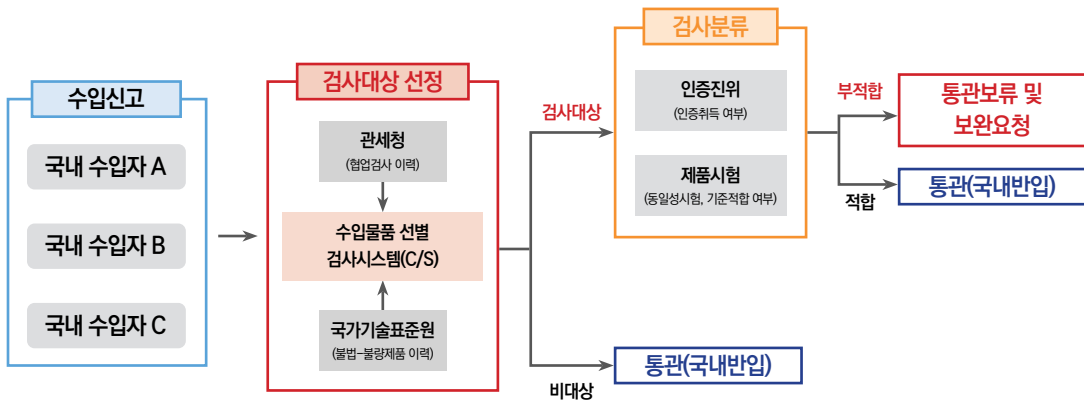 수입신고
국내 수입자 A
국내 수입자 B
국내 수입자 C
검사대상 선정
관세청
(협업검사 이력)
수입물품 선별
검사시스템(C/S)
국가기술표준원
(불법-불량제품 이력)
검사대상
비대상
검사분류
인증진위
(인증취득 여부)
제품시험
(동일성시험, 기준적합 여부)
통관(국내반입)
부적합
적합
통관보류 및
보완요청
통관(국내반입)